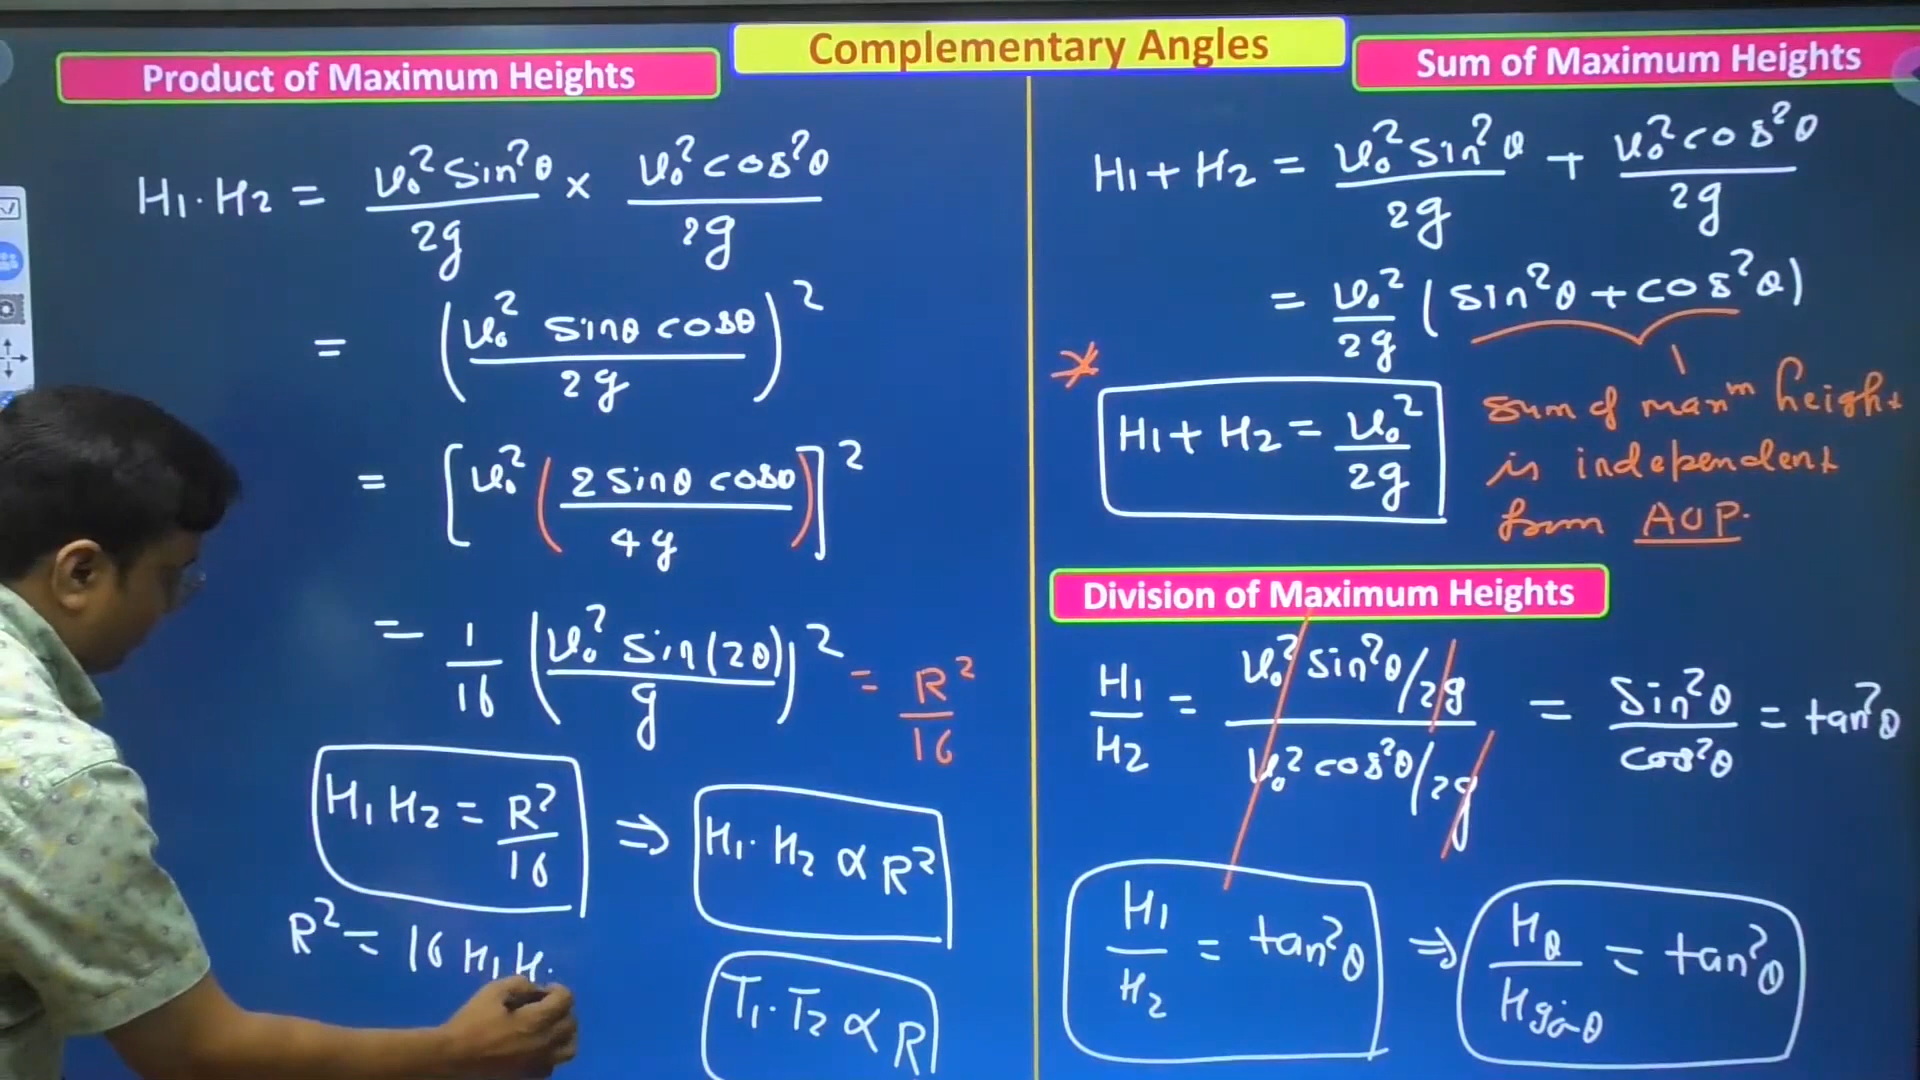 Complementary Angles
Product of Maximum Heights
H₁·H₂ = u₀² sin²θ / 2g × u₀² cos²θ / 2g
= (u₀² sinθ cosθ / 2g)²
= [u₀² (2 sinθ cosθ / 4g)]²
= 1/16 (u₀² sin(2θ) / g)² = R²/16
H₁H₂ = R²/16 ⇒ H₁·H₂ ∝ R²
R² = 16 H₁H
T₁·T₂ ∝ R
Sum of Maximum Heights
H₁+H₂ = u₀² sin²θ / 2g + u₀² cos²θ / 2g
= u₀²/2g (sin²θ + cos²θ)
H₁+H₂ = u₀²/2g
sum of maxᵐ height
is independent
from AOP.
Division of Maximum Heights
H₁/H₂ = (u₀² sin²θ/2g) / (u₀² cos²θ/2g) = sin²θ/cos²θ = tan²θ
H₁/H₂ = tan²θ ⇒ H_θ/H_90-θ = tan²θ